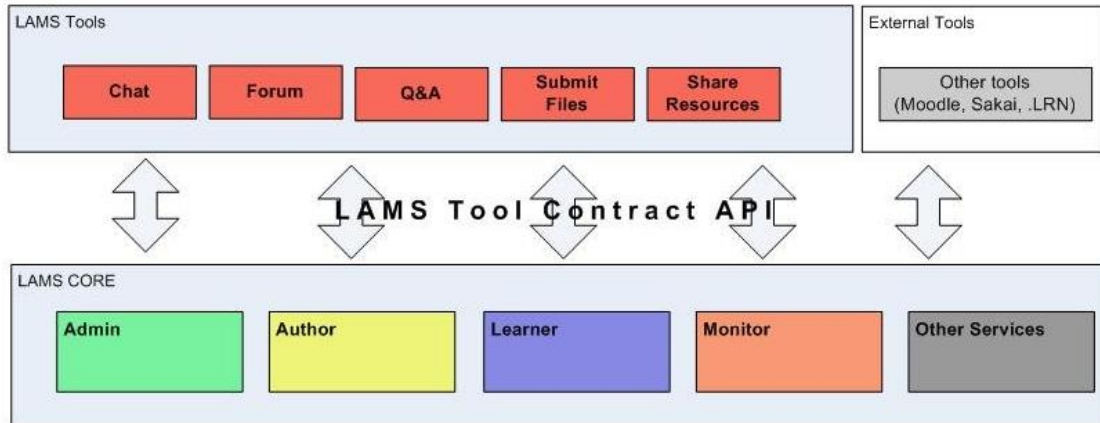 LAMS Tools
External Tools
Chat
Forum
Q&A
Submit
Files
Share
Resources
Other tools
(Moodle, Sakai, .LRN)
LAMS Tool Contract API
LAMS CORE
Admin
Author
Learner
Monitor
Other Services